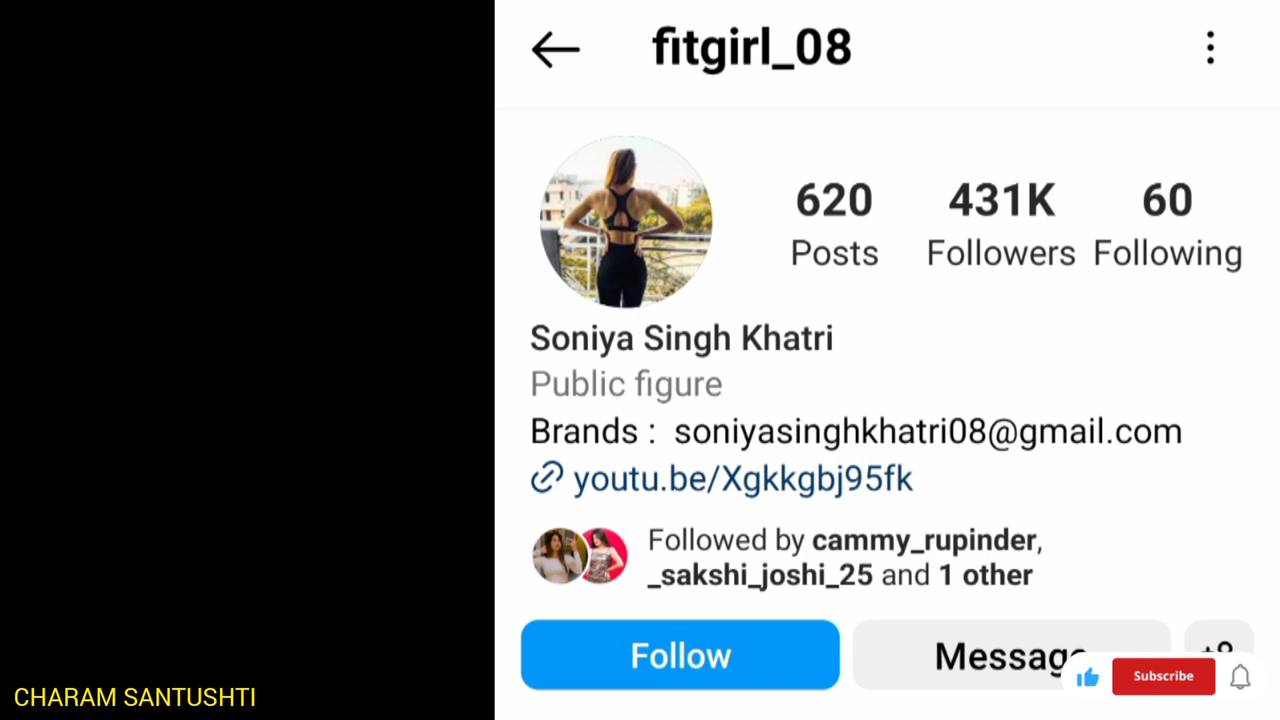 fitgirl_08
620 431K 60
Posts Followers Following
Soniya Singh Khatri
Public figure
Brands : soniyasinghkhatri08@gmail.com
youtu.be/Xgkkgbj95fk
Followed by cammy_rupinder,
_sakshi_joshi_25 and 1 other
Follow Message
Subscribe
CHARAM SANTUSHTI